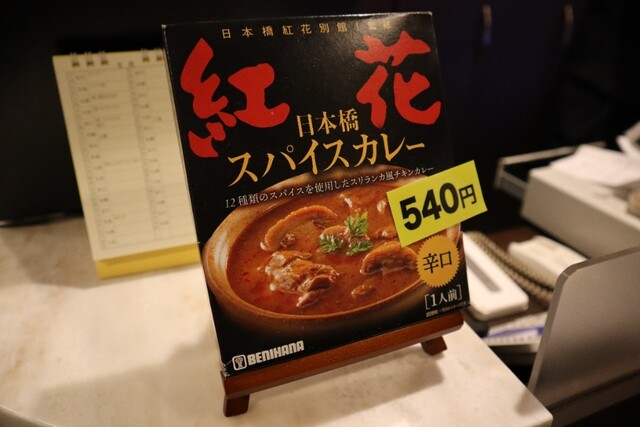 日本橋紅花別館 監修
紅花
日本橋
スパイスカレー
12種類のスパイスを使用したスリランカ風チキンカレー
540円
辛口
[1人前]
BENIHANA